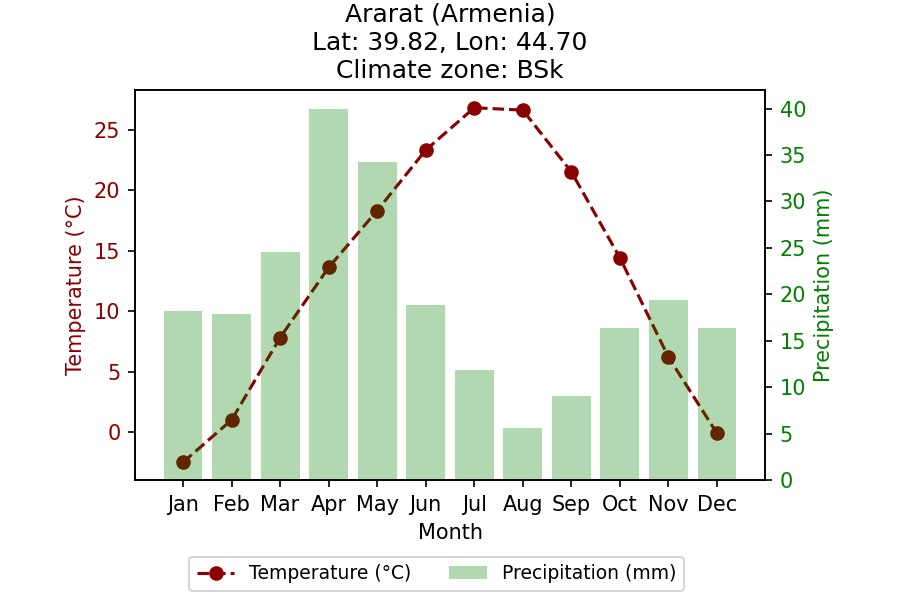 Ararat (Armenia)
Lat: 39.82, Lon: 44.70
Climate zone: BSk
Temperature (°C)
25
20
15
10
5
0
Precipitation (mm)
40
35
30
25
20
15
10
5
0
Jan Feb Mar Apr May Jun Jul Aug Sep Oct Nov Dec
Month
Temperature (°C) Precipitation (mm)